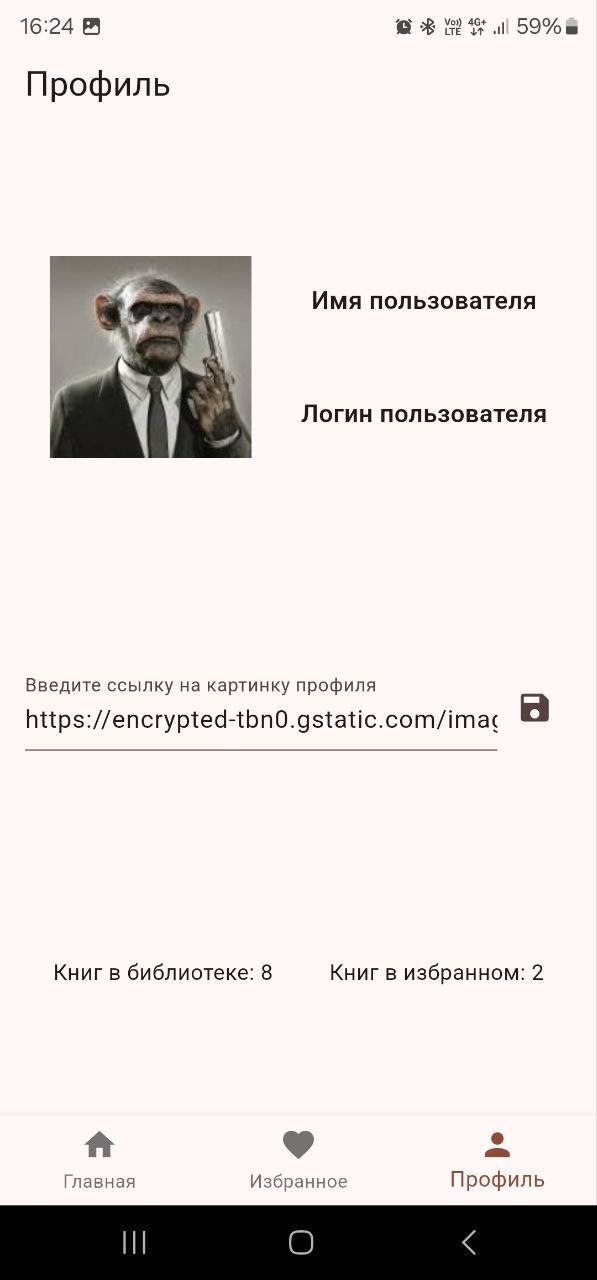 16:24
Vo)) LTE 4G+ 59%
Профиль
Имя пользователя
Логин пользователя
Введите ссылку на картинку профиля
https://encrypted-tbn0.gstatic.com/imag
Книг в библиотеке: 8
Книг в избранном: 2
Главная
Избранное
Профиль